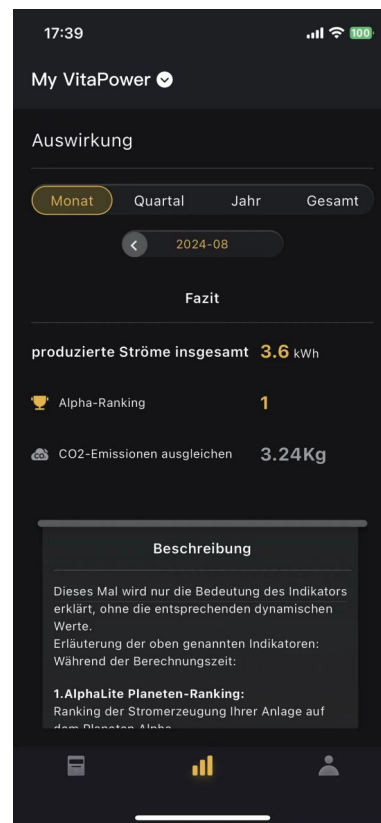 17:39
100
My VitaPower
Auswirkung
Monat Quartal Jahr Gesamt
2024-08
Fazit
produzierte Ströme insgesamt 3.6 kWh
Alpha-Ranking 1
CO2-Emissionen ausgleichen 3.24Kg
Beschreibung
Dieses Mal wird nur die Bedeutung des Indikators
erklärt, ohne die entsprechenden dynamischen
Werte.
Erläuterung der oben genannten Indikatoren:
Während der Berechnungszeit:
1.AlphaLite Planeten-Ranking:
Ranking der Stromerzeugung Ihrer Anlage auf
dem Planeten Alpha